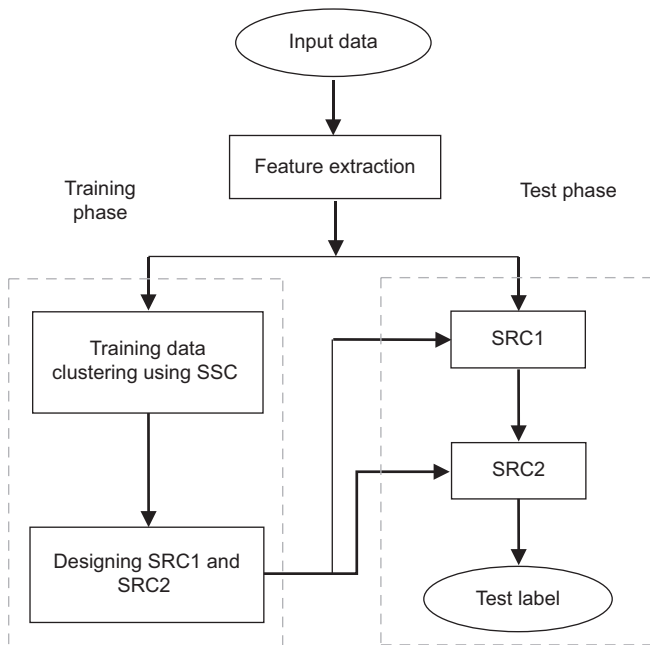 Input data
Feature extraction
Training
phase
Test phase
Training data
clustering using SSC
SRC1
SRC2
Designing SRC1 and
SRC2
Test label